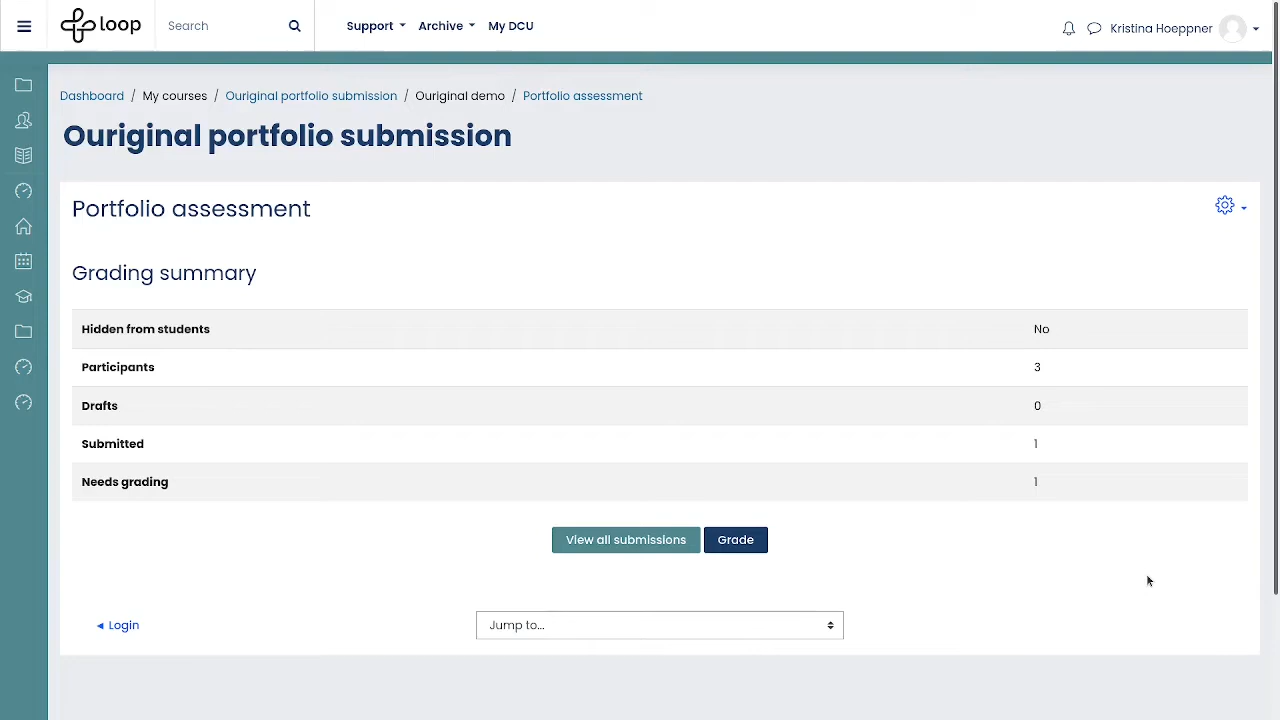 loop
Search
Support
Archive
My DCU
Kristina Hoeppner
Dashboard / My courses / Ouriginal portfolio submission / Ouriginal demo / Portfolio assessment
Ouriginal portfolio submission
Portfolio assessment
Grading summary
Hidden from students No
Participants 3
Drafts 0
Submitted 1
Needs grading 1
View all submissions
Grade
◄ Login
Jump to...